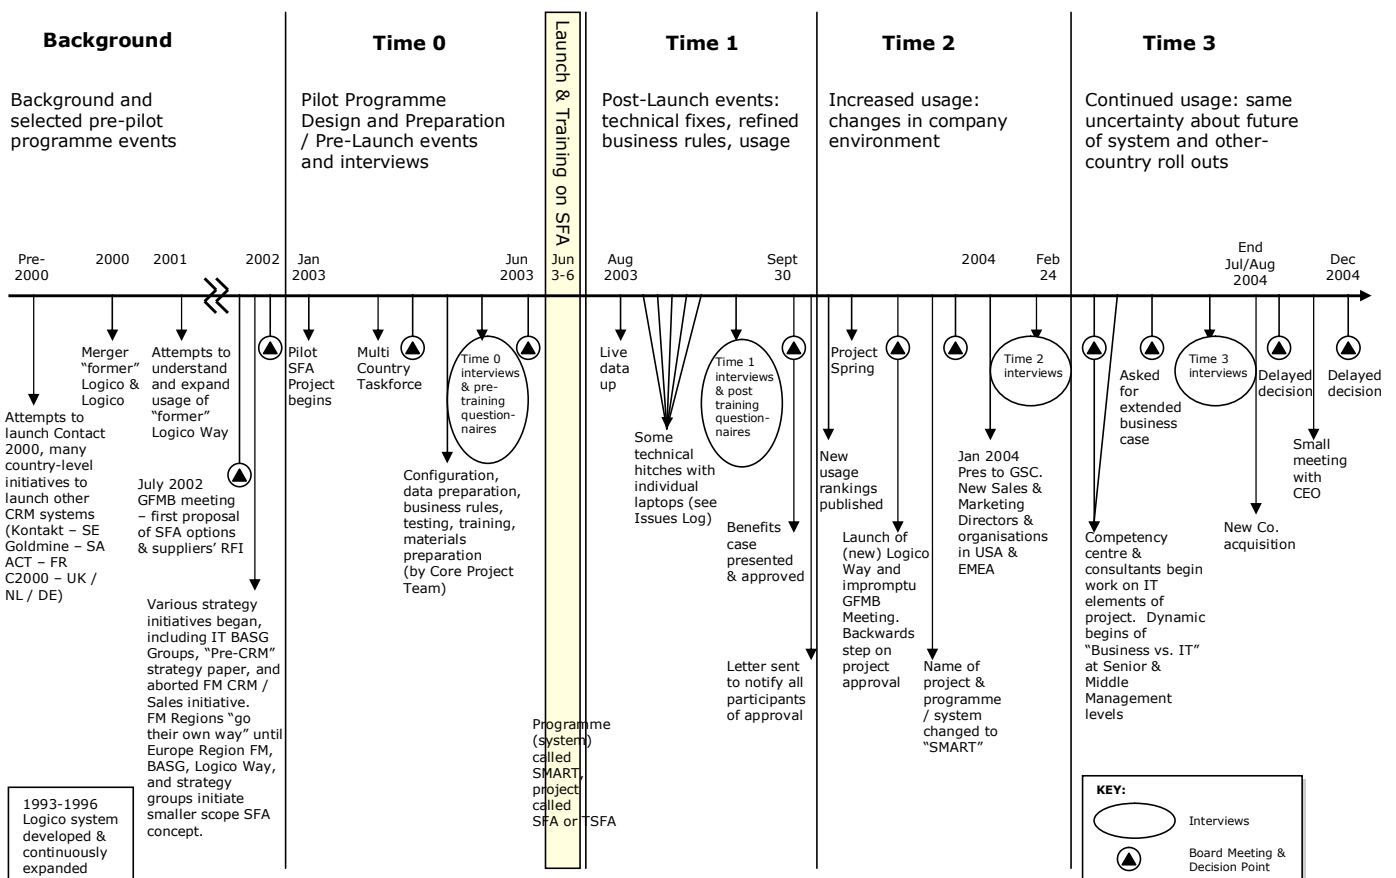 Background
Background and
selected pre-pilot
programme events
Time 0
Pilot Programme
Design and Preparation
/ Pre-Launch events
and interviews
Launch & Training on SFA
Time 1
Post-Launch events:
technical fixes, refined
business rules, usage
Time 2
Increased usage:
changes in company
environment
Time 3
Continued usage: same
uncertainty about future
of system and other-
country roll outs
Pre-
2000
2000
2001
2002
Jan
2003
Jun
2003
Jun
3-6
Aug
2003
Sept
30
2004
Feb
24
End
Jul/Aug
2004
Dec
2004
Attempts to
launch Contact
2000, many
country-level
initiatives to
launch other
CRM systems
(Kontakt – SE
Goldmine – SA
ACT – FR
C2000 – UK /
NL / DE)
Merger
“former”
Logico &
Logico
Attempts to
understand
and expand
usage of
“former”
Logico Way
July 2002
GFMB meeting
– first proposal
of SFA options
& suppliers’ RFI
Various strategy
initiatives began,
including IT BASG
Groups, “Pre-CRM”
strategy paper, and
aborted FM CRM /
Sales initiative.
FM Regions “go
their own way” until
Europe Region FM,
BASG, Logico Way,
and strategy
groups initiate
smaller scope SFA
concept.
1993-1996
Logico system
developed &
continuously
expanded
Pilot
SFA
Project
begins
Multi
Country
Taskforce
Time 0
interviews
& pre-
training
question-
naires
Configuration,
data preparation,
business rules,
testing, training,
materials
preparation
(by Core Project
Team)
Programme
(system)
called
SMART,
project
called
SFA or TSFA
Live
data
up
Some
technical
hitches with
individual
laptops (see
Issues Log)
Time 1
interviews
& post
training
question-
naires
Benefits
case
presented
& approved
Letter sent
to notify all
participants
of approval
Project
Spring
New
usage
rankings
published
Launch of
(new) Logico
Way and
impromptu
GFMB
Meeting.
Backwards
step on
project
approval
Name of
project &
programme
/ system
changed to
“SMART”
Jan 2004
Pres to GSC.
New Sales &
Marketing
Directors &
organisations
in USA &
EMEA
Time 2
interviews
Competency
centre &
consultants begin
work on IT
elements of
project. Dynamic
begins of
“Business vs. IT”
at Senior &
Middle
Management
levels
Asked
for
extended
business
case
Time 3
interviews
New Co.
acquisition
Delayed
decision
Small
meeting
with
CEO
Delayed
decision
KEY:
Interviews
Board Meeting &
Decision Point